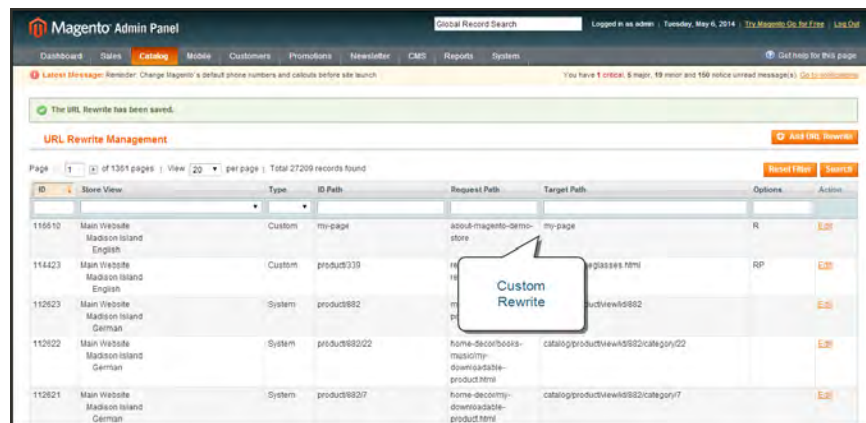 Magento Admin Panel
Global Record Search
Logged in as admin | Tuesday, May 6, 2014 | Try Magento Go for Free | Log Out
Dashboard Sales Catalog Mobile Customers Promotions Newsletter CMS Reports System Get help for this page
Latest Message: Reminder: Change Magento's default phone numbers and callouts before site launch You have 1 critical, 5 major, 19 minor and 150 notice unread message(s). Go to notifications
The URL Rewrite has been saved.
URL Rewrite Management Add URL Rewrite
Page 1 of 1361 pages | View 20 per page | Total 27209 records found Reset Filter Search
ID Store View Type ID Path Request Path Target Path Options Action
116610 Main Website Custom my-page about-magento-demo- my-page R Edit
Madison Island store
English
114423 Main Website Custom product/339 eglasses.html RP Edit
Madison Island
English
Custom
Rewrite
112623 Main Website System product/882 product/view/id/882 Edit
Madison Island
German
112622 Main Website System product/882/22 home-decor/books- catalog/product/view/id/882/category/22 Edit
Madison Island music/my-
German downloadable-
product.html
112621 Main Website System product/882/7 home-decor/my- catalog/product/view/id/882/category/7 Edit
Madison Island downloadable-
German product.html